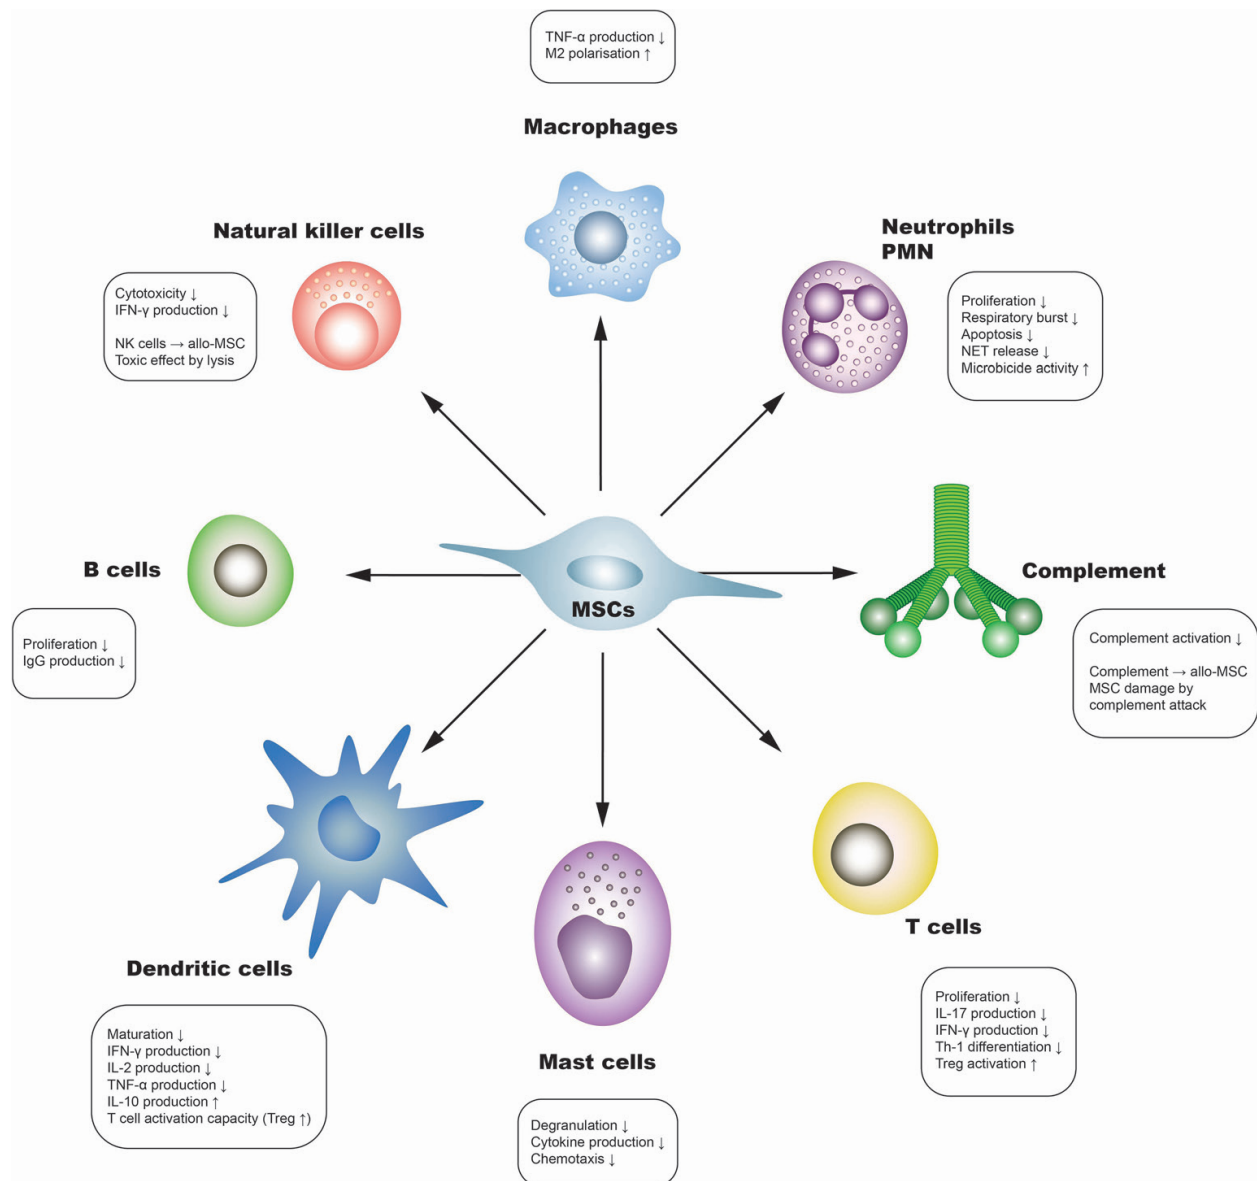 TNF-α production ↓
M2 polarisation ↑
Macrophages
Natural killer cells
Cytotoxicity ↓
IFN-γ production ↓
NK cells → allo-MSC
Toxic effect by lysis
Neutrophils
PMN
Proliferation ↓
Respiratory burst ↓
Apoptosis ↓
NET release ↓
Microbicide activity ↑
B cells
Proliferation ↓
IgG production ↓
MSCs
Complement
Complement activation ↓
Complement → allo-MSC
MSC damage by
complement attack
Dendritic cells
Maturation ↓
IFN-γ production ↓
IL-2 production ↓
TNF-α production ↓
IL-10 production ↑
T cell activation capacity (Treg ↑)
Mast cells
Degranulation ↓
Cytokine production ↓
Chemotaxis ↓
T cells
Proliferation ↓
IL-17 production ↓
IFN-γ production ↓
Th-1 differentiation ↓
Treg activation ↑